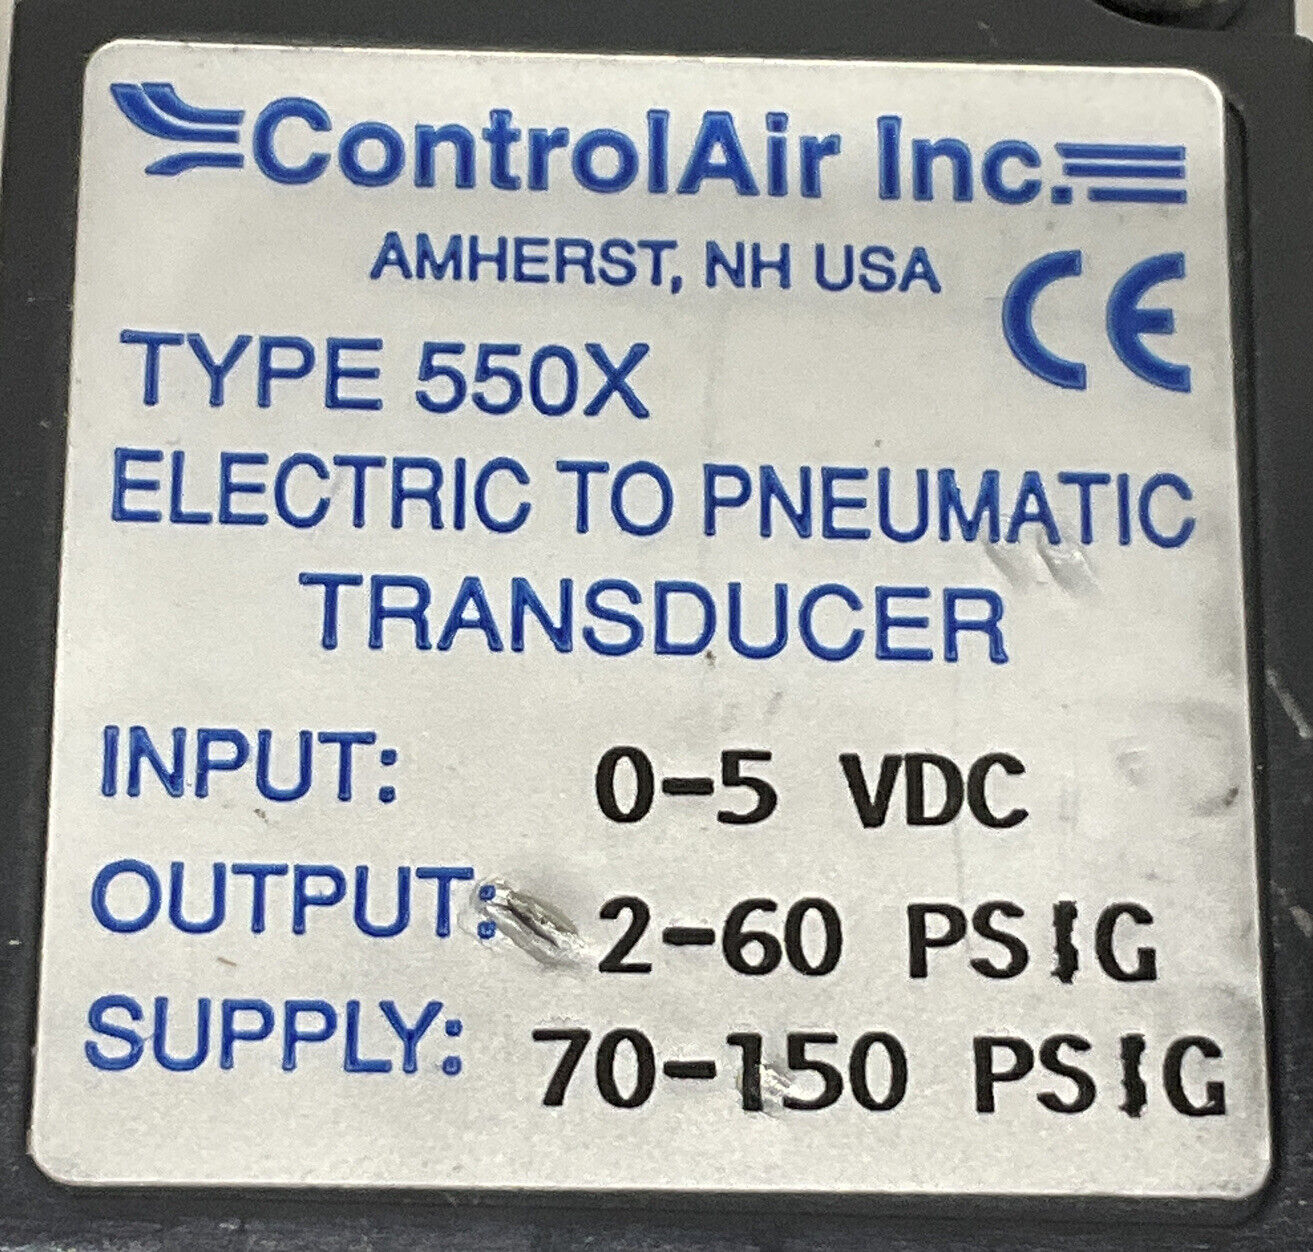 ControlAir Inc.
AMHERST, NH USA
CE
TYPE 550X
ELECTRIC TO PNEUMATIC
TRANSDUCER
INPUT: 0-5 VDC
OUTPUT: 2-60 PSIG
SUPPLY: 70-150 PSIG